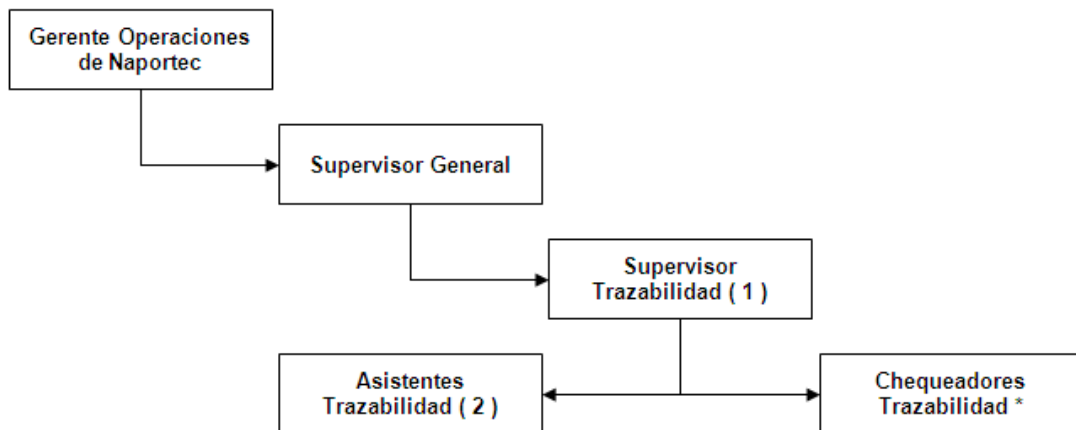 Gerente Operaciones
de Naportec
Supervisor General
Supervisor
Trazabilidad ( 1 )
Asistentes
Trazabilidad ( 2 )
Chequeadores
Trazabilidad *